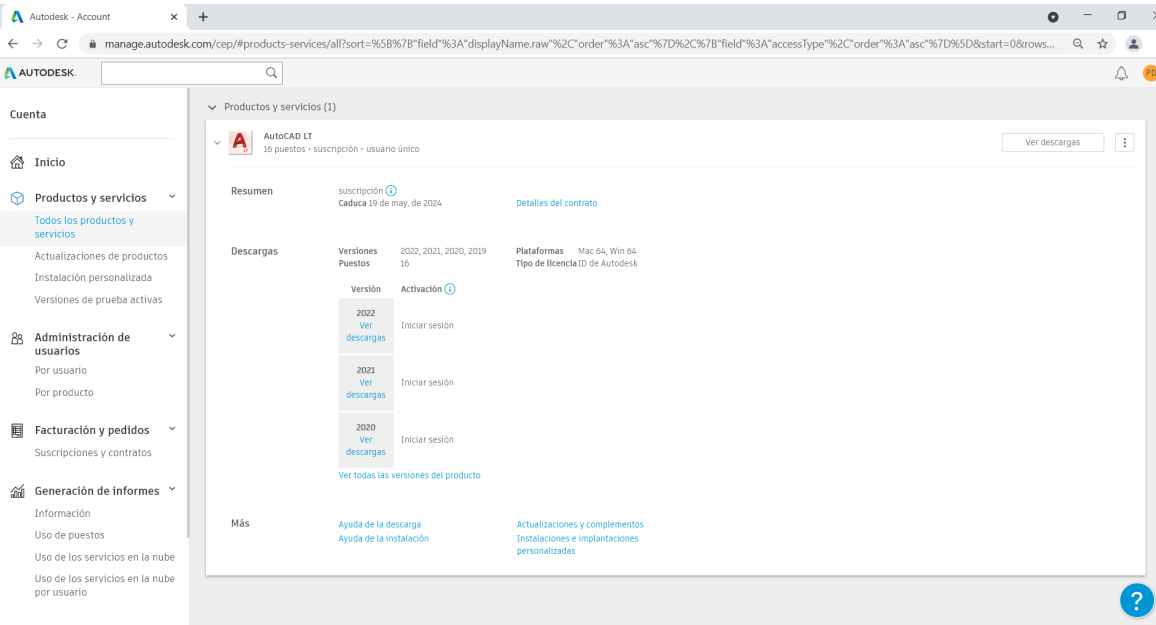 Autodesk - Account
manage.autodesk.com/cep/#products-services/all?sort=%5B%7B"field"%3A"displayName.raw"%2C"order"%3A"asc"%7D%2C%7B"field"%3A"accessType"%2C"order"%3A"asc"%7D%5D&start=0&rows...
AUTODESK.
PD
Cuenta
Inicio
Productos y servicios
Todos los productos y
servicios
Actualizaciones de productos
Instalación personalizada
Versiones de prueba activas
Administración de
usuarios
Por usuario
Por producto
Facturación y pedidos
Suscripciones y contratos
Generación de informes
Información
Uso de puestos
Uso de los servicios en la nube
Uso de los servicios en la nube
por usuario
Productos y servicios (1)
A
LT
AutoCAD LT
16 puestos · suscripción · usuario único
Ver descargas
Resumen
suscripción i
Caduca 19 de may. de 2024
Detalles del contrato
Descargas
Versiones 2022, 2021, 2020, 2019
Plataformas Mac 64, Win 64
Puestos 16
Tipo de licencia ID de Autodesk
Versión Activación i
2022
Ver
descargas
Iniciar sesión
2021
Ver
descargas
Iniciar sesión
2020
Ver
descargas
Iniciar sesión
Ver todas las versiones del producto
Más
Ayuda de la descarga
Ayuda de la instalación
Actualizaciones y complementos
Instalaciones e implantaciones
personalizadas
?